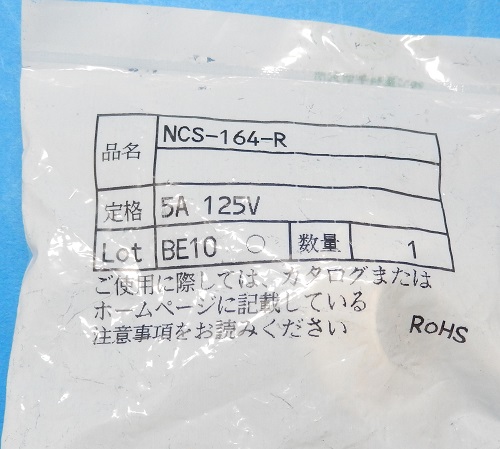 品名 NCS-164-R
定格 5A 125V
Lot BE10 ○ 数量 1
ご使用に際しては、カタログまたは
ホームページに記載している
注意事項をお読みください
RoHS